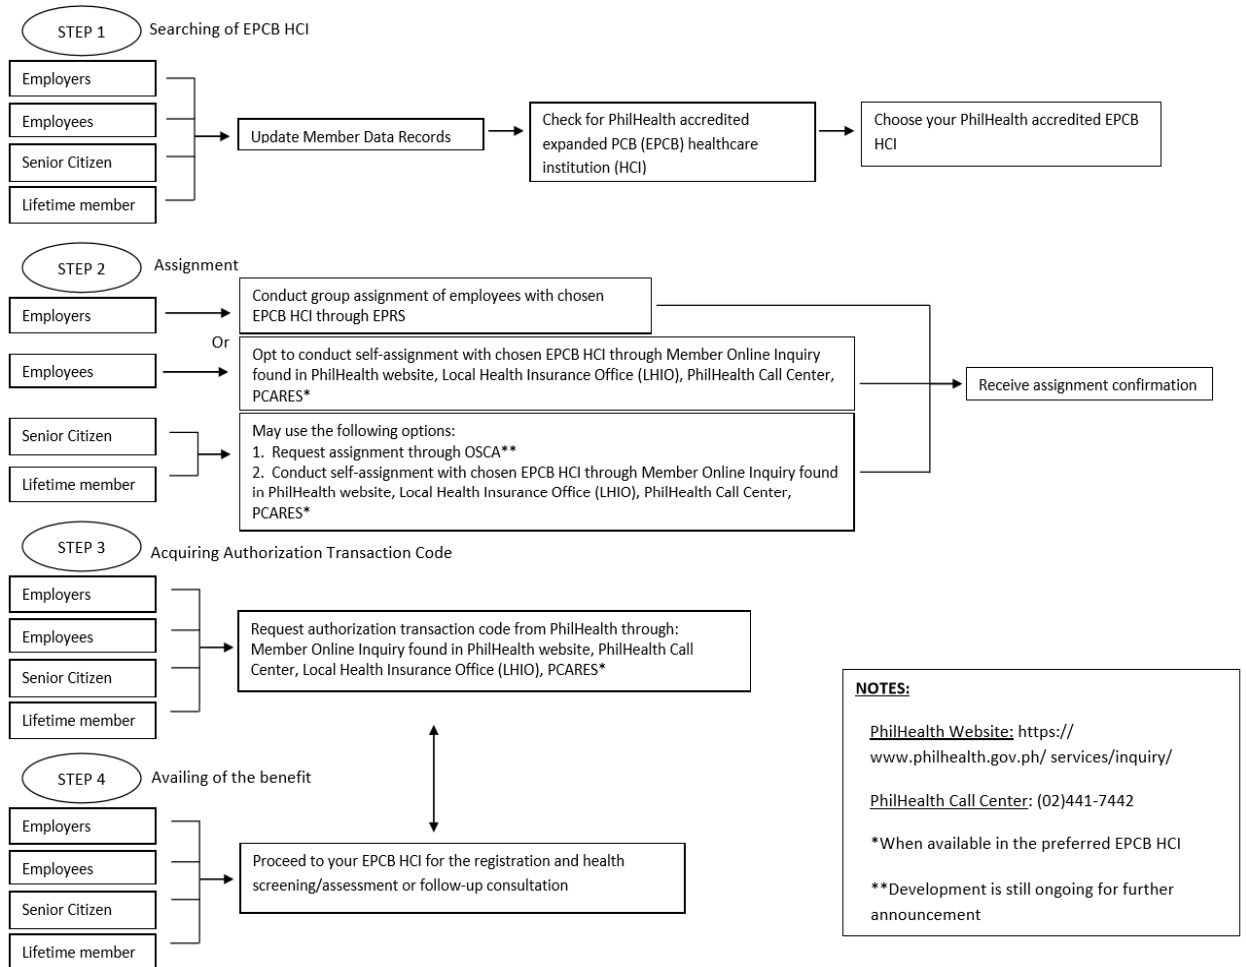 STEP 1
Searching of EPCB HCI
Employers
Employees
Senior Citizen
Lifetime member
Update Member Data Records
Check for PhilHealth accredited
expanded PCB (EPCB) healthcare
institution (HCI)
Choose your PhilHealth accredited EPCB
HCI
STEP 2
Assignment
Employers
Conduct group assignment of employees with chosen
EPCB HCI through EPRS
Or
Employees
Opt to conduct self-assignment with chosen EPCB HCI through Member Online Inquiry
found in PhilHealth website, Local Health Insurance Office (LHIO), PhilHealth Call Center,
PCARES*
Senior Citizen
Lifetime member
May use the following options:
1. Request assignment through OSCA**
2. Conduct self-assignment with chosen EPCB HCI through Member Online Inquiry found
in PhilHealth website, Local Health Insurance Office (LHIO), PhilHealth Call Center,
PCARES*
Receive assignment confirmation
STEP 3
Acquiring Authorization Transaction Code
Employers
Employees
Senior Citizen
Lifetime member
Request authorization transaction code from PhilHealth through:
Member Online Inquiry found in PhilHealth website, PhilHealth Call
Center, Local Health Insurance Office (LHIO), PCARES*
STEP 4
Availing of the benefit
Employers
Employees
Senior Citizen
Lifetime member
Proceed to your EPCB HCI for the registration and health
screening/assessment or follow-up consultation
NOTES:
PhilHealth Website: https://
www.philhealth.gov.ph/ services/inquiry/
PhilHealth Call Center: (02)441-7442
*When available in the preferred EPCB HCI
**Development is still ongoing for further
announcement